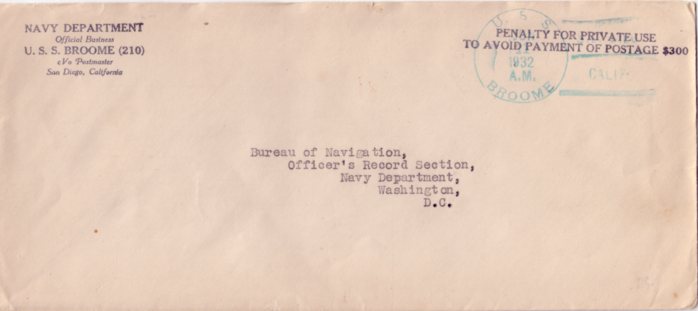 NAVY DEPARTMENT
Official Business
U. S. S. BROOME (210)
c/o Postmaster
San Diego, California
PENALTY FOR PRIVATE USE
TO AVOID PAYMENT OF POSTAGE $300
U. S. S.
1932
A.M.
BROOME
CALIF.
Bureau of Navigation,
Officer's Record Section,
Navy Department,
Washington,
D.C.